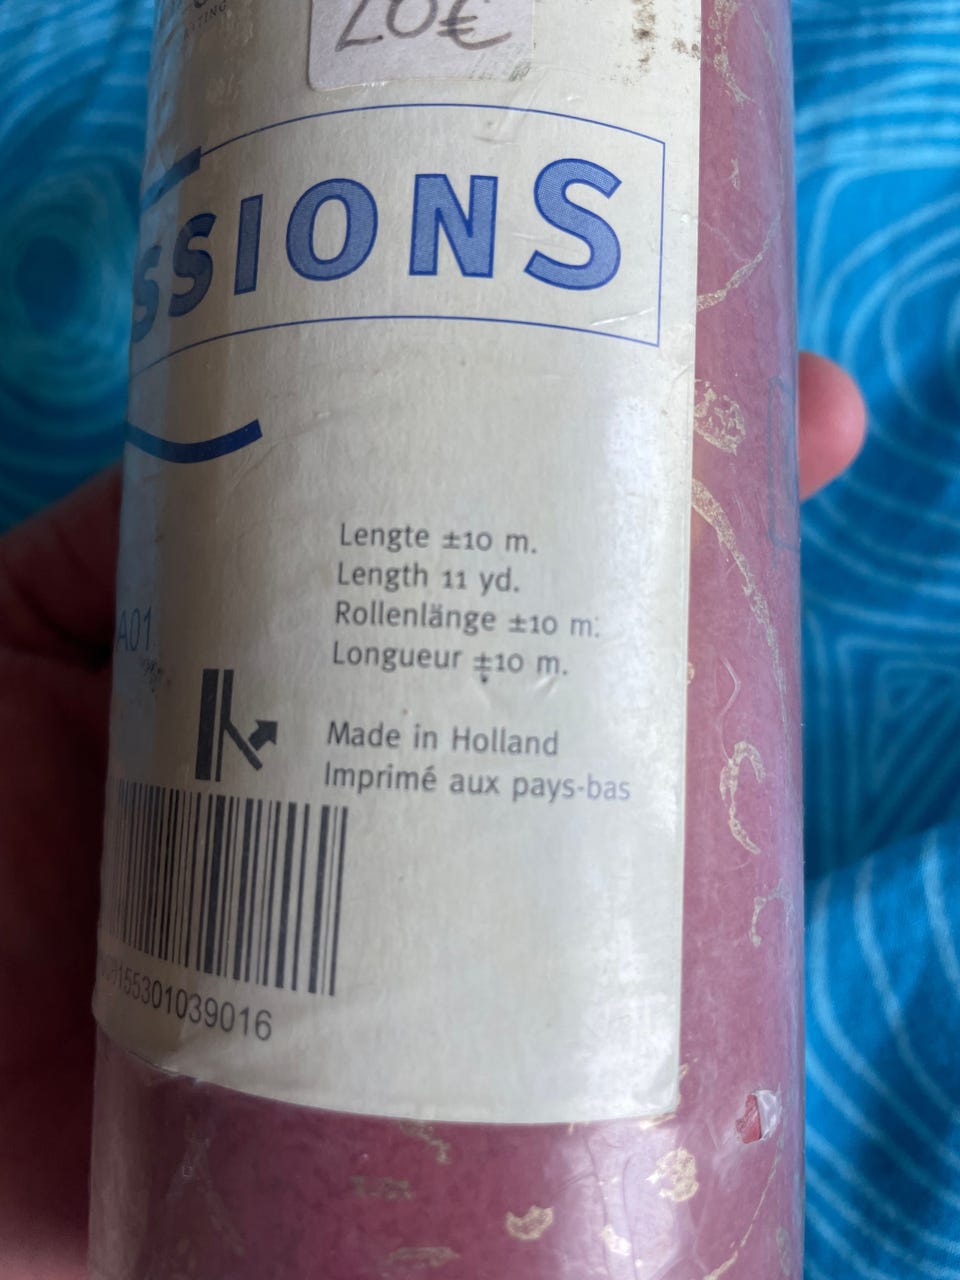 20€
SSIONS
Lengte ±10 m.
Length 11 yd.
Rollenlänge ±10 m.
Longueur ±10 m.
A01
Made in Holland
Imprimé aux pays-bas
55301039016